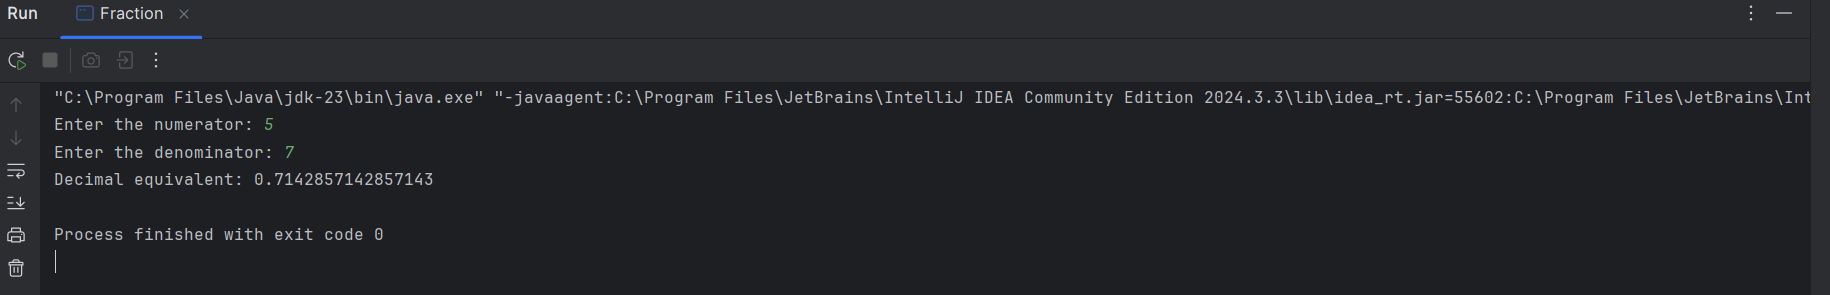 Run Fraction
"C:\Program Files\Java\jdk-23\bin\java.exe" "-javaagent:C:\Program Files\JetBrains\IntelliJ IDEA Community Edition 2024.3.3\lib\idea_rt.jar=55602:C:\Program Files\JetBrains\Int
Enter the numerator: 5
Enter the denominator: 7
Decimal equivalent: 0.7142857142857143
Process finished with exit code 0